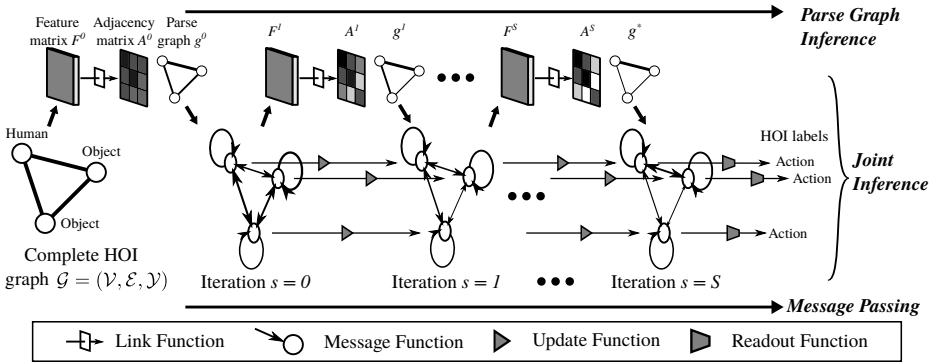 Feature matrix F⁰
Adjacency matrix A⁰
Parse graph g⁰
F¹
A¹
g¹
Fˢ
Aˢ
g*
Parse Graph
Inference
Human
Object
Object
HOI labels
Action
Action
Action
Joint
Inference
Complete HOI
graph 𝒢 = (𝒱, ℰ, 𝒴)
Iteration s = 0
Iteration s = 1
Iteration s = S
Message Passing
Link Function
Message Function
Update Function
Readout Function